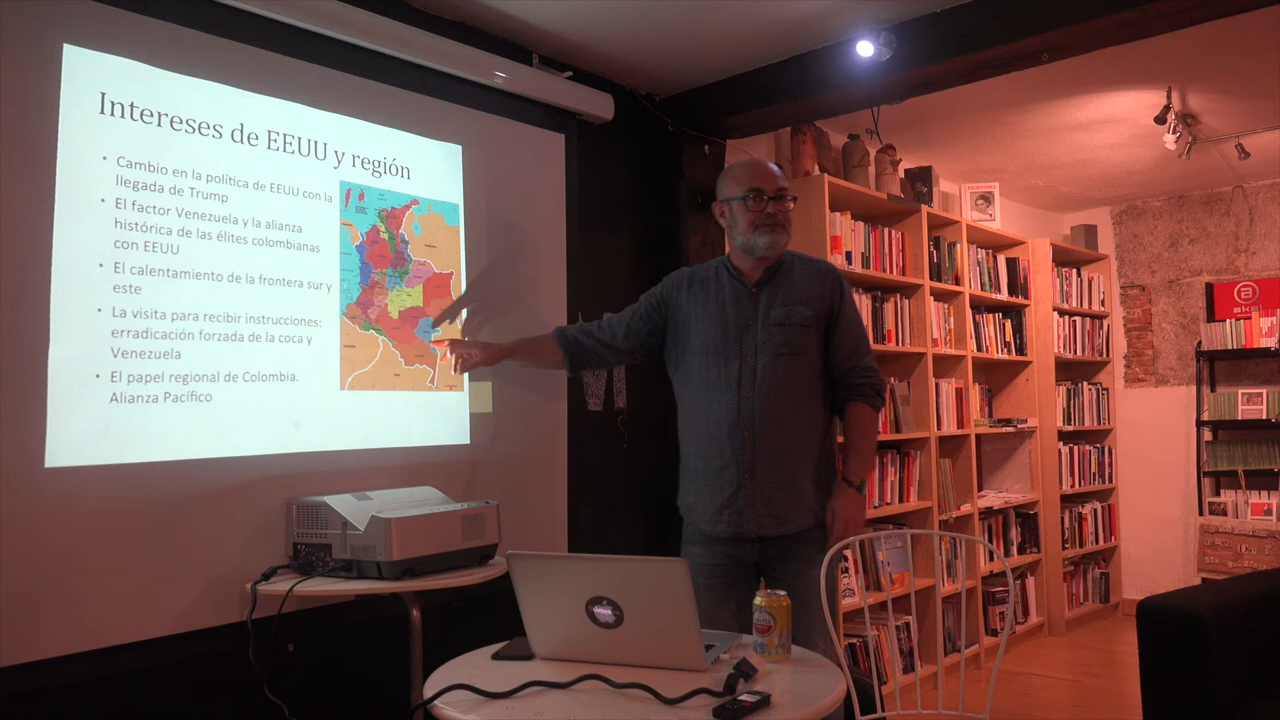 Intereses de EEUU y región
• Cambio en la política de EEUU con la
llegada de Trump
• El factor Venezuela y la alianza
histórica de las élites colombianas
con EEUU
• El calentamiento de la frontera sur y
este
• La visita para recibir instrucciones:
erradicación forzada de la coca y
Venezuela
• El papel regional de Colombia.
Alianza Pacífico
ESCRITORES
akal